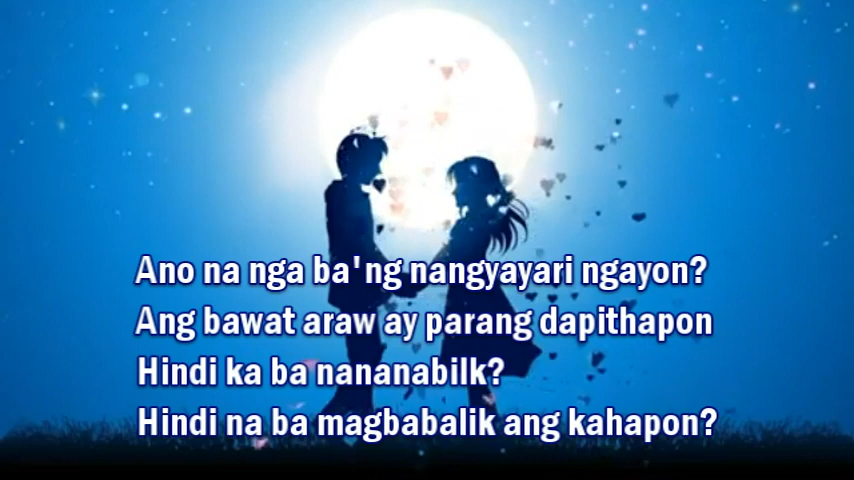 Ano na nga ba'ng nangyayari ngayon?
Ang bawat araw ay parang dapithapon
Hindi ka ba nananabilk?
Hindi na ba magbabalik ang kahapon?